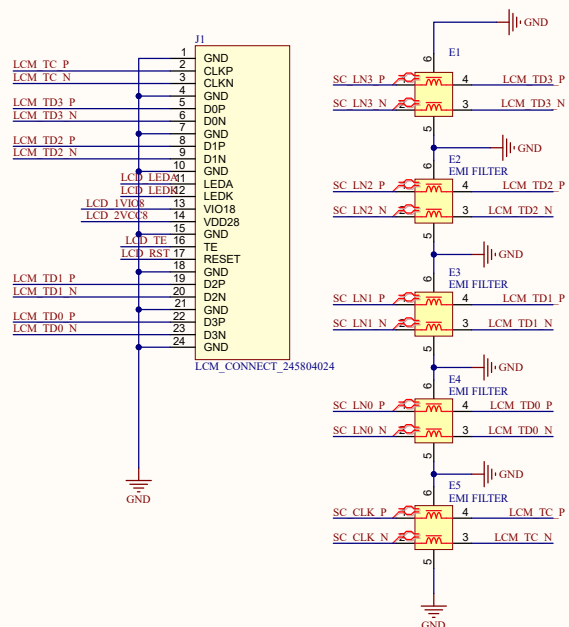 J1
1 GND
LCM_TC_P 2 CLKP
LCM_TC_N 3 CLKN
4 GND
LCM_TD3_P 5 D0P
LCM_TD3_N 6 D0N
7 GND
LCM_TD2_P 8 D1P
LCM_TD2_N 9 D1N
10 GND
LCD_LEDA 11 LEDA
LCD_LEDK 12 LEDK
LCD_1VIO8 13 VIO18
LCD_2VCC8 14 VDD28
15 GND
LCD_TE 16 TE
LCD_RST 17 RESET
18 GND
LCM_TD1_P 19 D2P
LCM_TD1_N 20 D2N
21 GND
LCM_TD0_P 22 D3P
LCM_TD0_N 23 D3N
24 GND
LCM_CONNECT_245804024
GND
GND
6 E1
SC_LN3_P 4 LCM_TD3_P
SC_LN3_N 3 LCM_TD3_N
5
GND
6 E2
EMI FILTER
SC_LN2_P 4 LCM_TD2_P
SC_LN2_N 3 LCM_TD2_N
5
GND
6 E3
EMI FILTER
SC_LN1_P 4 LCM_TD1_P
SC_LN1_N 3 LCM_TD1_N
5
GND
6 E4
EMI FILTER
SC_LN0_P 4 LCM_TD0_P
SC_LN0_N 3 LCM_TD0_N
5
GND
6 E5
EMI FILTER
SC_CLK_P 4 LCM_TC_P
SC_CLK_N 3 LCM_TC_N
5
GND